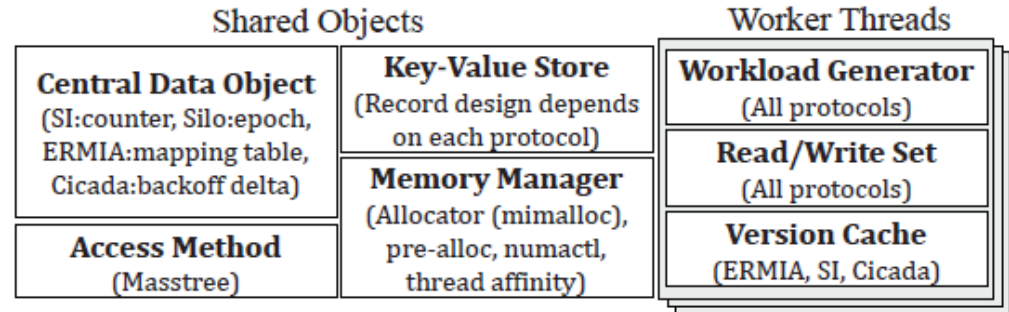 Shared Objects
Central Data Object
(SI:counter, Silo:epoch,
ERMIA:mapping table,
Cicada:backoff delta)
Access Method
(Masstree)
Key-Value Store
(Record design depends
on each protocol)
Memory Manager
(Allocator (mimalloc),
pre-alloc, numactl,
thread affinity)
Worker Threads
Workload Generator
(All protocols)
Read/Write Set
(All protocols)
Version Cache
(ERMIA, SI, Cicada)